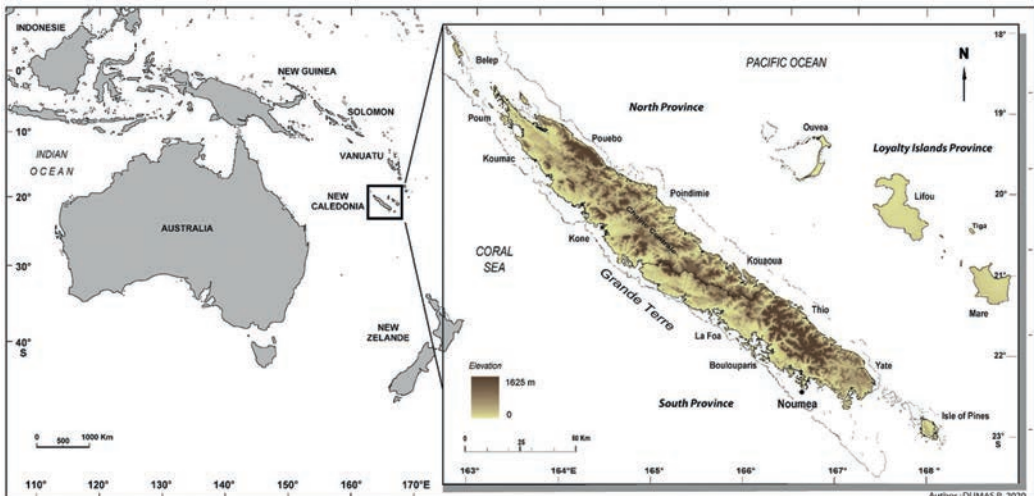 INDONESIE
0°
NEW GUINEA
SOLOMON
10°
INDIAN
OCEAN
VANUATU
20°
NEW
CALEDONIA
AUSTRALIA
30°
NEW
ZELANDE
40°
S
0 500 1000 Km
110° 120° 130° 140° 150° 160° 170°E
18°
N
PACIFIC OCEAN
Belep
North Province
19°
Poum
Ouvea
Pouebo
Loyalty Islands Province
Koumac
Poindimie
20°
Lifou
Tiga
Kone
CORAL
SEA
Kouaoua
21°
Grande Terre
Thio
Mare
La Foa
22°
Elevation
Boulouparis
Yate
1625 m
0
Noumea
South Province
Isle of Pines
0 25 50 Km
23°
S
163° 164°E 165° 166° 167° 168°
Author : DUMAS P. 2020